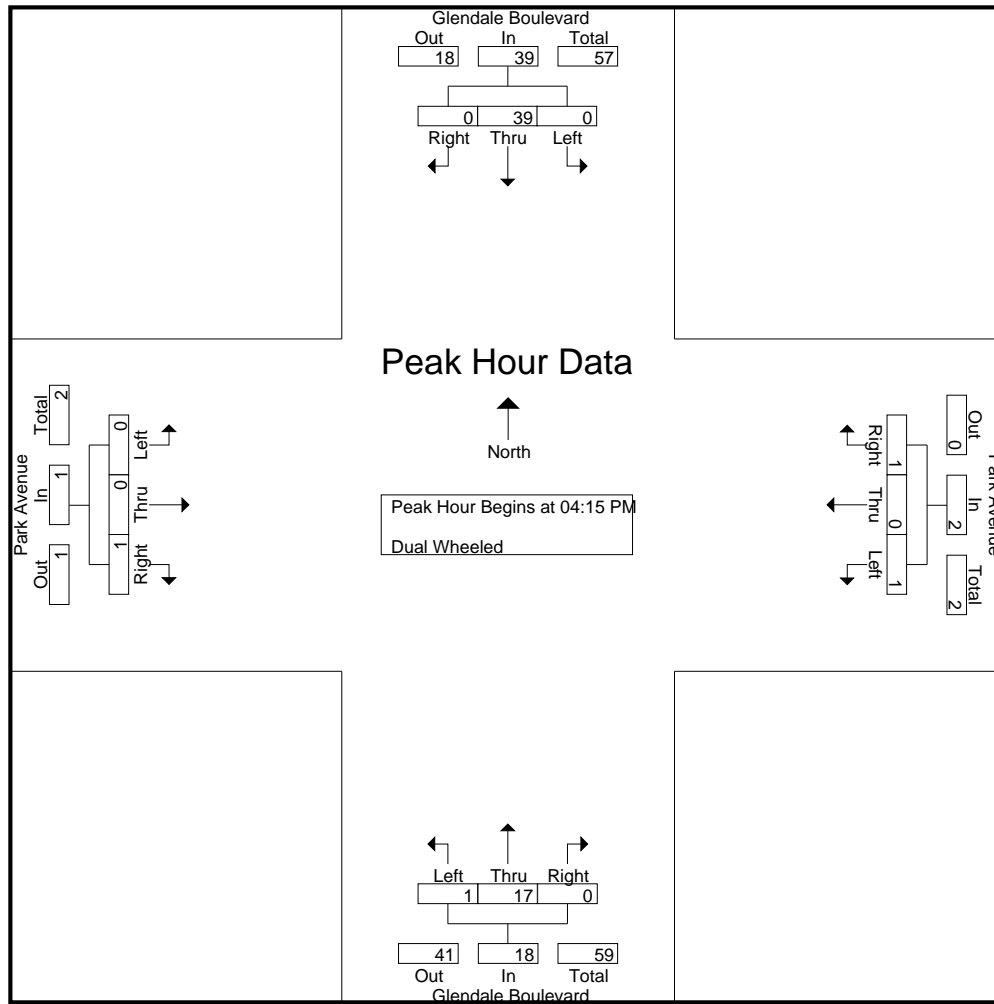 Glendale Boulevard
Out In Total
18 39 57
0 39 0
Right Thru Left
Peak Hour Data
North
Peak Hour Begins at 04:15 PM
Dual Wheeled
Park Avenue
Total In Out
2 1 1
0 0 1
Left Thru Right
Park Avenue
Out In Total
0 2 2
1 0 1
Right Thru Left
Left Thru Right
1 17 0
41 18 59
Out In Total
Glendale Boulevard